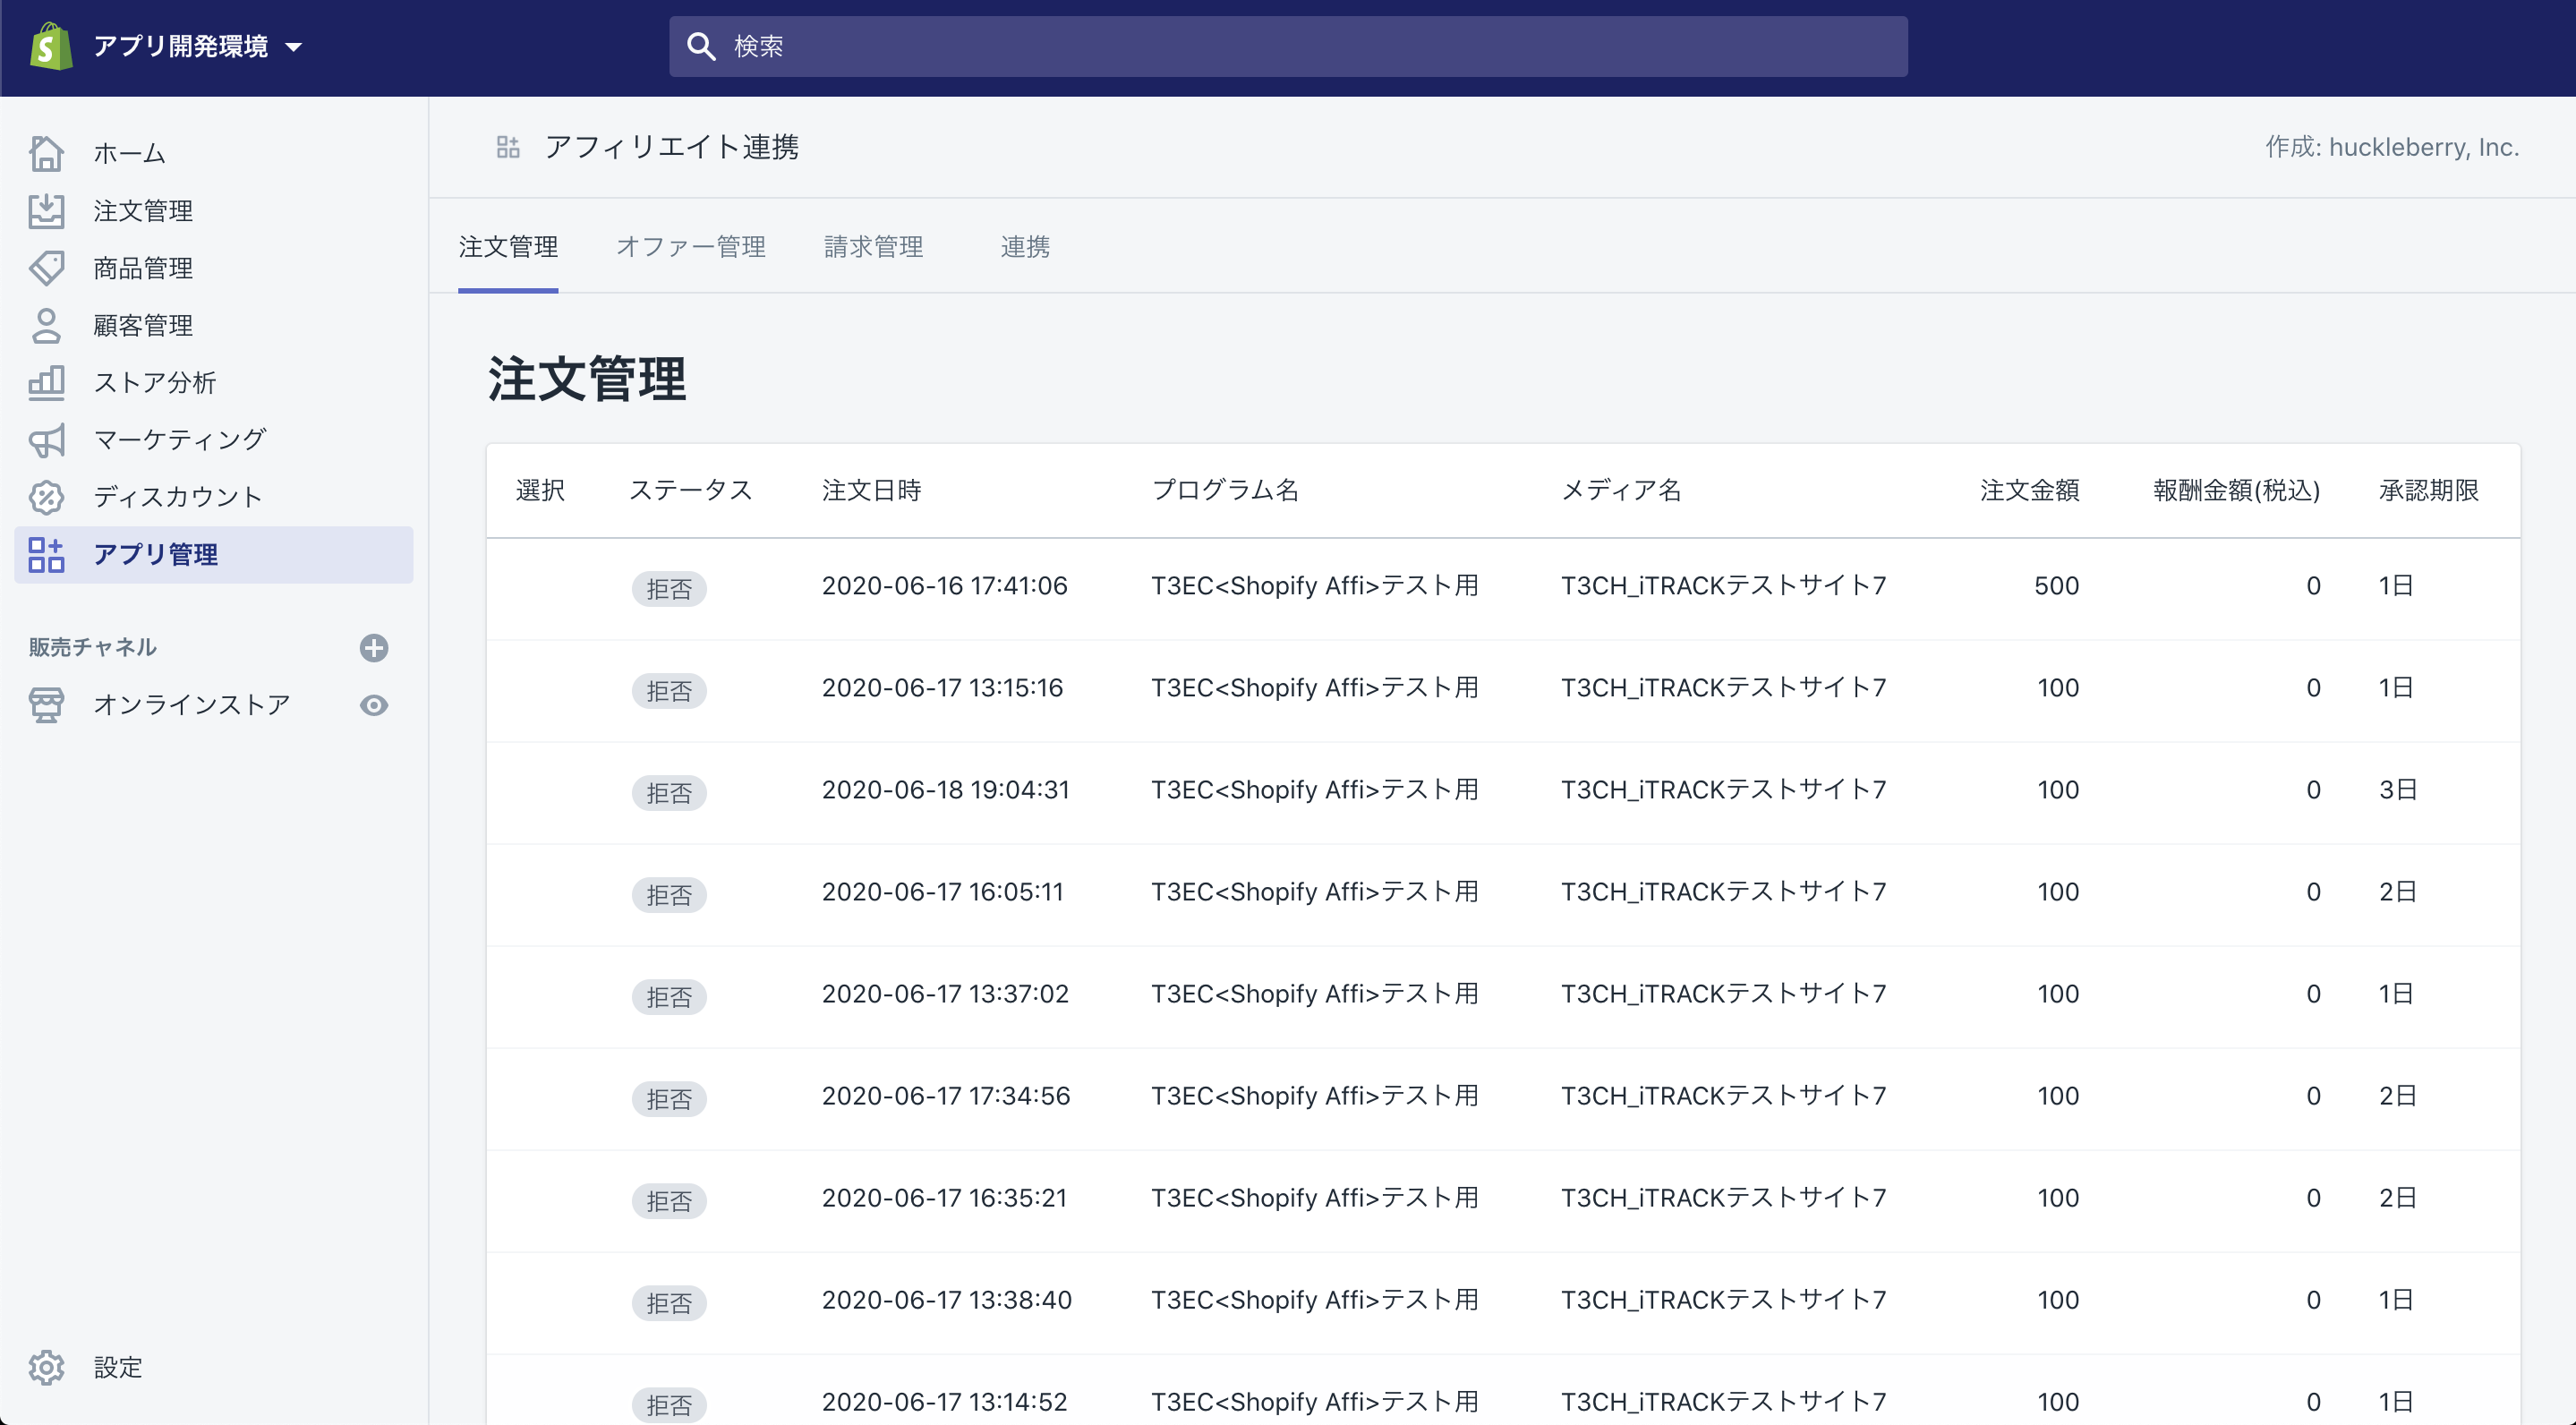 アプリ開発環境
検索
ホーム
注文管理
商品管理
顧客管理
ストア分析
マーケティング
ディスカウント
アプリ管理
販売チャネル
オンラインストア
設定
アフィリエイト連携
作成: huckleberry, Inc.
注文管理 オファー管理 請求管理 連携
注文管理
選択 ステータス 注文日時 プログラム名 メディア名 注文金額 報酬金額(税込) 承認期限
拒否 2020-06-16 17:41:06 T3EC<Shopify Affi>テスト用 T3CH_iTRACKテストサイト7 500 0 1日
拒否 2020-06-17 13:15:16 T3EC<Shopify Affi>テスト用 T3CH_iTRACKテストサイト7 100 0 1日
拒否 2020-06-18 19:04:31 T3EC<Shopify Affi>テスト用 T3CH_iTRACKテストサイト7 100 0 3日
拒否 2020-06-17 16:05:11 T3EC<Shopify Affi>テスト用 T3CH_iTRACKテストサイト7 100 0 2日
拒否 2020-06-17 13:37:02 T3EC<Shopify Affi>テスト用 T3CH_iTRACKテストサイト7 100 0 1日
拒否 2020-06-17 17:34:56 T3EC<Shopify Affi>テスト用 T3CH_iTRACKテストサイト7 100 0 2日
拒否 2020-06-17 16:35:21 T3EC<Shopify Affi>テスト用 T3CH_iTRACKテストサイト7 100 0 2日
拒否 2020-06-17 13:38:40 T3EC<Shopify Affi>テスト用 T3CH_iTRACKテストサイト7 100 0 1日
拒否 2020-06-17 13:14:52 T3EC<Shopify Affi>テスト用 T3CH_iTRACKテストサイト7 100 0 1日